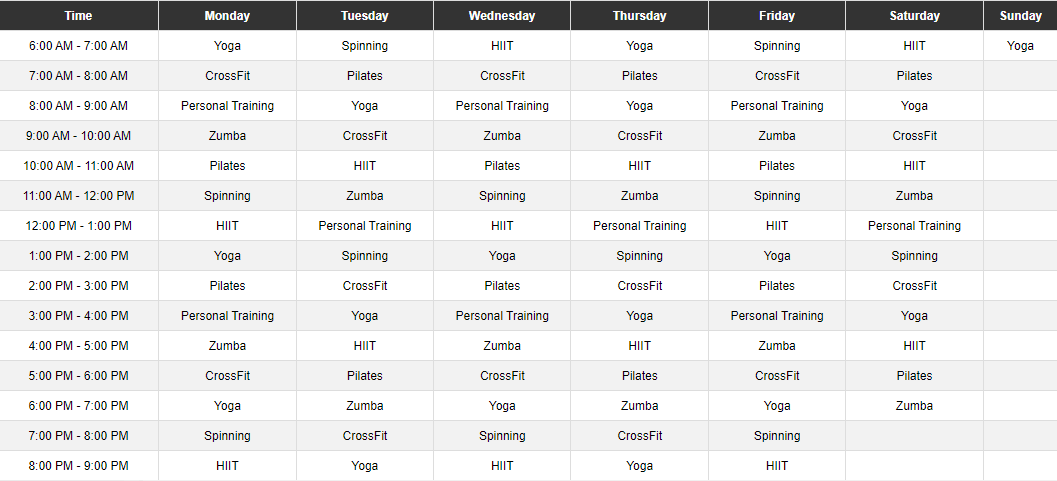 Time Monday Tuesday Wednesday Thursday Friday Saturday Sunday
6:00 AM - 7:00 AM Yoga Spinning HIIT Yoga Spinning HIIT Yoga
7:00 AM - 8:00 AM CrossFit Pilates CrossFit Pilates CrossFit Pilates
8:00 AM - 9:00 AM Personal Training Yoga Personal Training Yoga Personal Training Yoga
9:00 AM - 10:00 AM Zumba CrossFit Zumba CrossFit Zumba CrossFit
10:00 AM - 11:00 AM Pilates HIIT Pilates HIIT Pilates HIIT
11:00 AM - 12:00 PM Spinning Zumba Spinning Zumba Spinning Zumba
12:00 PM - 1:00 PM HIIT Personal Training HIIT Personal Training HIIT Personal Training
1:00 PM - 2:00 PM Yoga Spinning Yoga Spinning Yoga Spinning
2:00 PM - 3:00 PM Pilates CrossFit Pilates CrossFit Pilates CrossFit
3:00 PM - 4:00 PM Personal Training Yoga Personal Training Yoga Personal Training Yoga
4:00 PM - 5:00 PM Zumba HIIT Zumba HIIT Zumba HIIT
5:00 PM - 6:00 PM CrossFit Pilates CrossFit Pilates CrossFit Pilates
6:00 PM - 7:00 PM Yoga Zumba Yoga Zumba Yoga Zumba
7:00 PM - 8:00 PM Spinning CrossFit Spinning CrossFit Spinning
8:00 PM - 9:00 PM HIIT Yoga HIIT Yoga HIIT